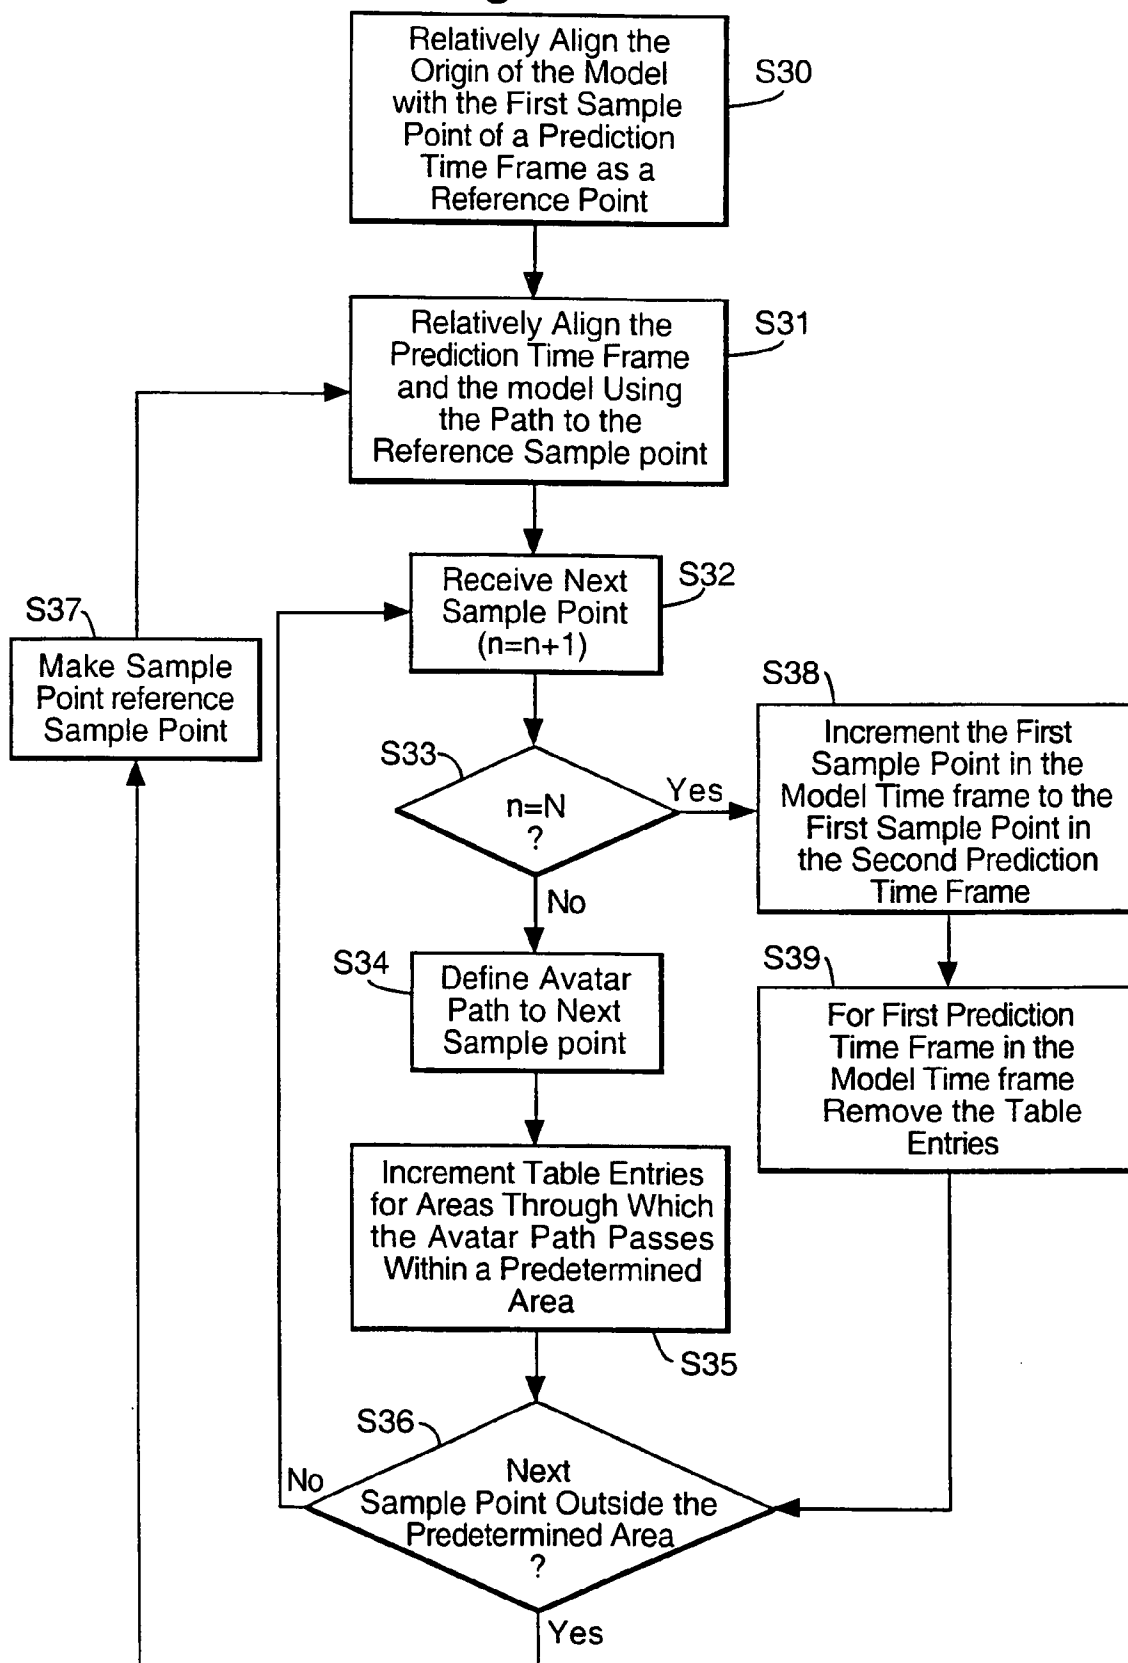 Relatively Align the
Origin of the Model
with the First Sample
Point of a Prediction
Time Frame as a
Reference Point
S30
Relatively Align the
Prediction Time Frame
and the model Using
the Path to the
Reference Sample point
S31
Receive Next
Sample Point
(n=n+1)
S32
S37
Make Sample
Point reference
Sample Point
S33
n=N
?
Yes
No
S38
Increment the First
Sample Point in the
Model Time frame to the
First Sample Point in
the Second Prediction
Time Frame
S34
Define Avatar
Path to Next
Sample point
S39
For First Prediction
Time Frame in the
Model Time frame
Remove the Table
Entries
Increment Table Entries
for Areas Through Which
the Avatar Path Passes
Within a Predetermined
Area
S35
S36
No
Next
Sample Point Outside the
Predetermined Area
?
Yes